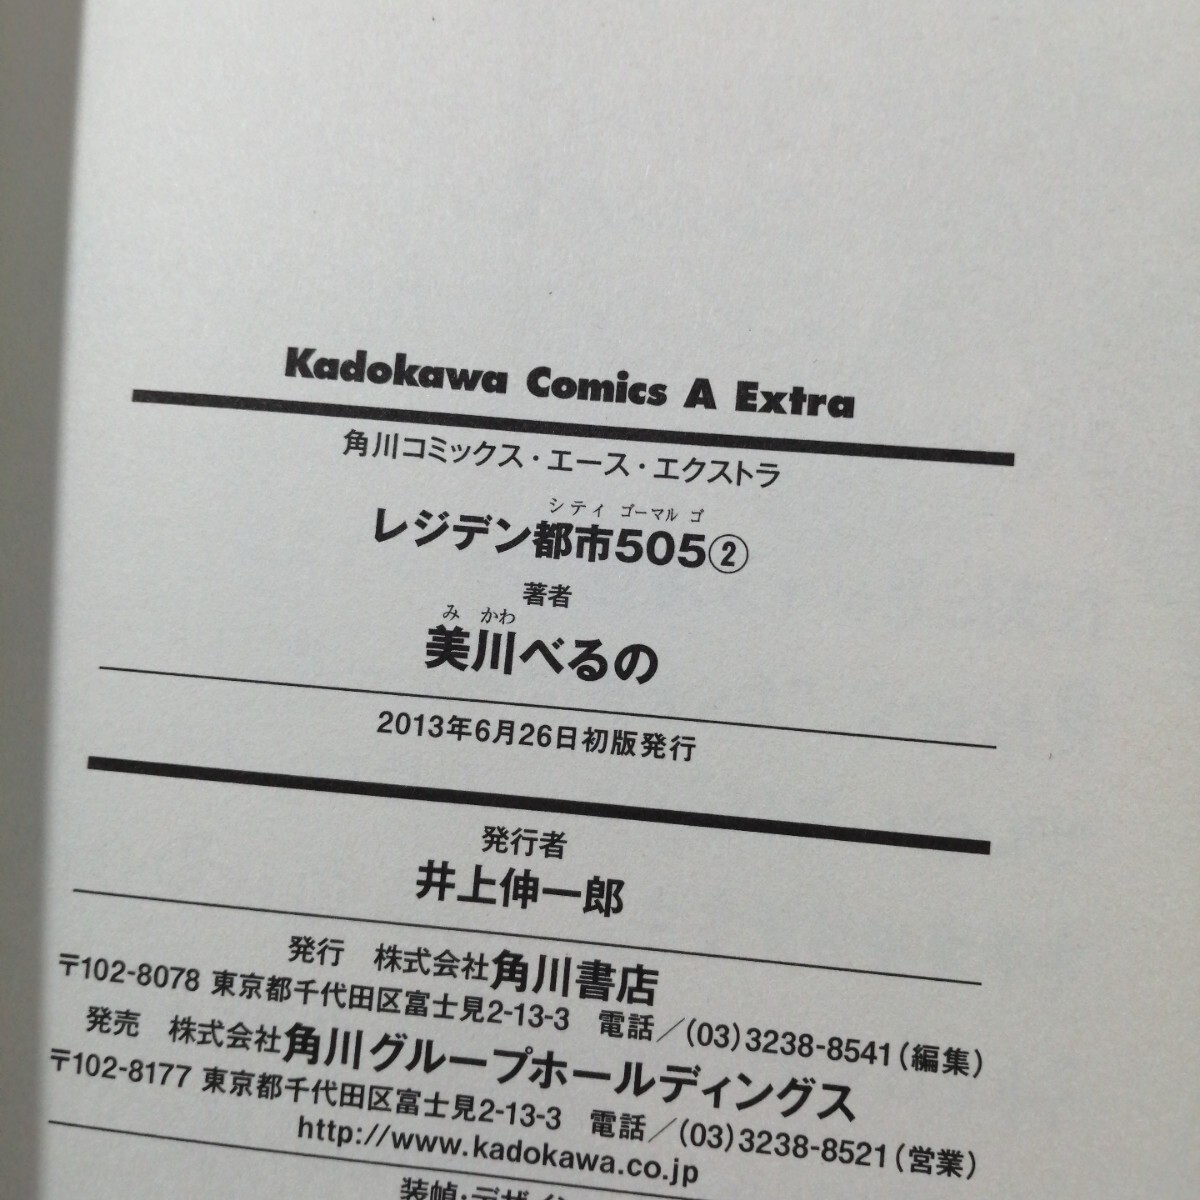 Kadokawa Comics A Extra
角川コミックス・エース・エクストラ
シティ ゴーマル ゴ
レジデン都市505②
著者
み かわ
美川べるの
2013年6月26日初版発行
発行者
井上伸一郎
発行 株式会社角川書店
〒102-8078 東京都千代田区富士見2-13-3 電話／(03)3238-8541(編集)
発売 株式会社角川グループホールディングス
〒102-8177 東京都千代田区富士見2-13-3 電話／(03)3238-8521(営業)
http://www.kadokawa.co.jp
装幀・デザイン